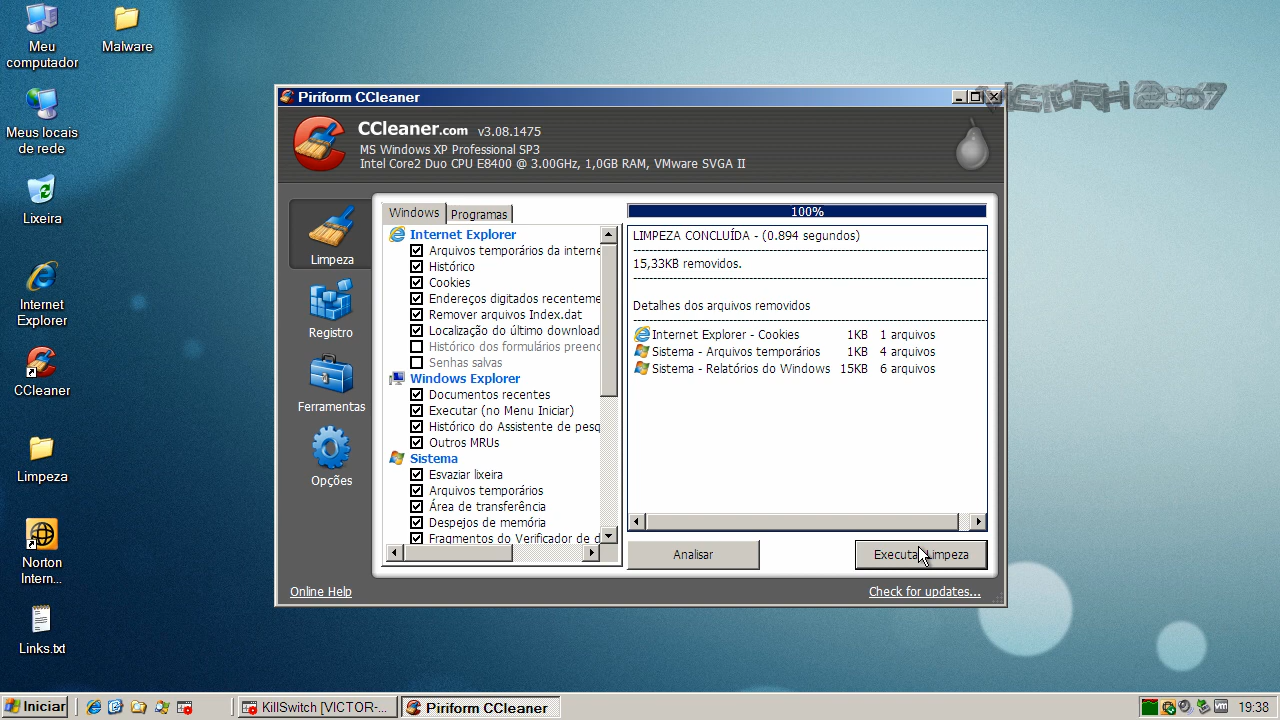 Meu
computador
Malware
Meus locais
de rede
Lixeira
Internet
Explorer
CCleaner
Limpeza
Norton
Intern...
Links.txt
VICTORH 2007
Piriform CCleaner
CCleaner.com v3.08.1475
MS Windows XP Professional SP3
Intel Core2 Duo CPU E8400 @ 3.00GHz, 1,0GB RAM, VMware SVGA II
Limpeza
Registro
Ferramentas
Opções
Windows
Programas
Internet Explorer
Arquivos temporários da interne
Histórico
Cookies
Endereços digitados recenteme
Remover arquivos Index.dat
Localização do último download
Histórico dos formulários preenc
Senhas salvas
Windows Explorer
Documentos recentes
Executar (no Menu Iniciar)
Histórico do Assistente de pesq
Outros MRUs
Sistema
Esvaziar lixeira
Arquivos temporários
Área de transferência
Despejos de memória
Fragmentos do Verificador de d
100%
LIMPEZA CONCLUÍDA - (0.894 segundos)
15,33KB removidos.
Detalhes dos arquivos removidos
Internet Explorer - Cookies 1KB 1 arquivos
Sistema - Arquivos temporários 1KB 4 arquivos
Sistema - Relatórios do Windows 15KB 6 arquivos
Analisar
Executar Limpeza
Online Help
Check for updates...
Iniciar
KillSwitch [VICTOR-...
Piriform CCleaner
19:38